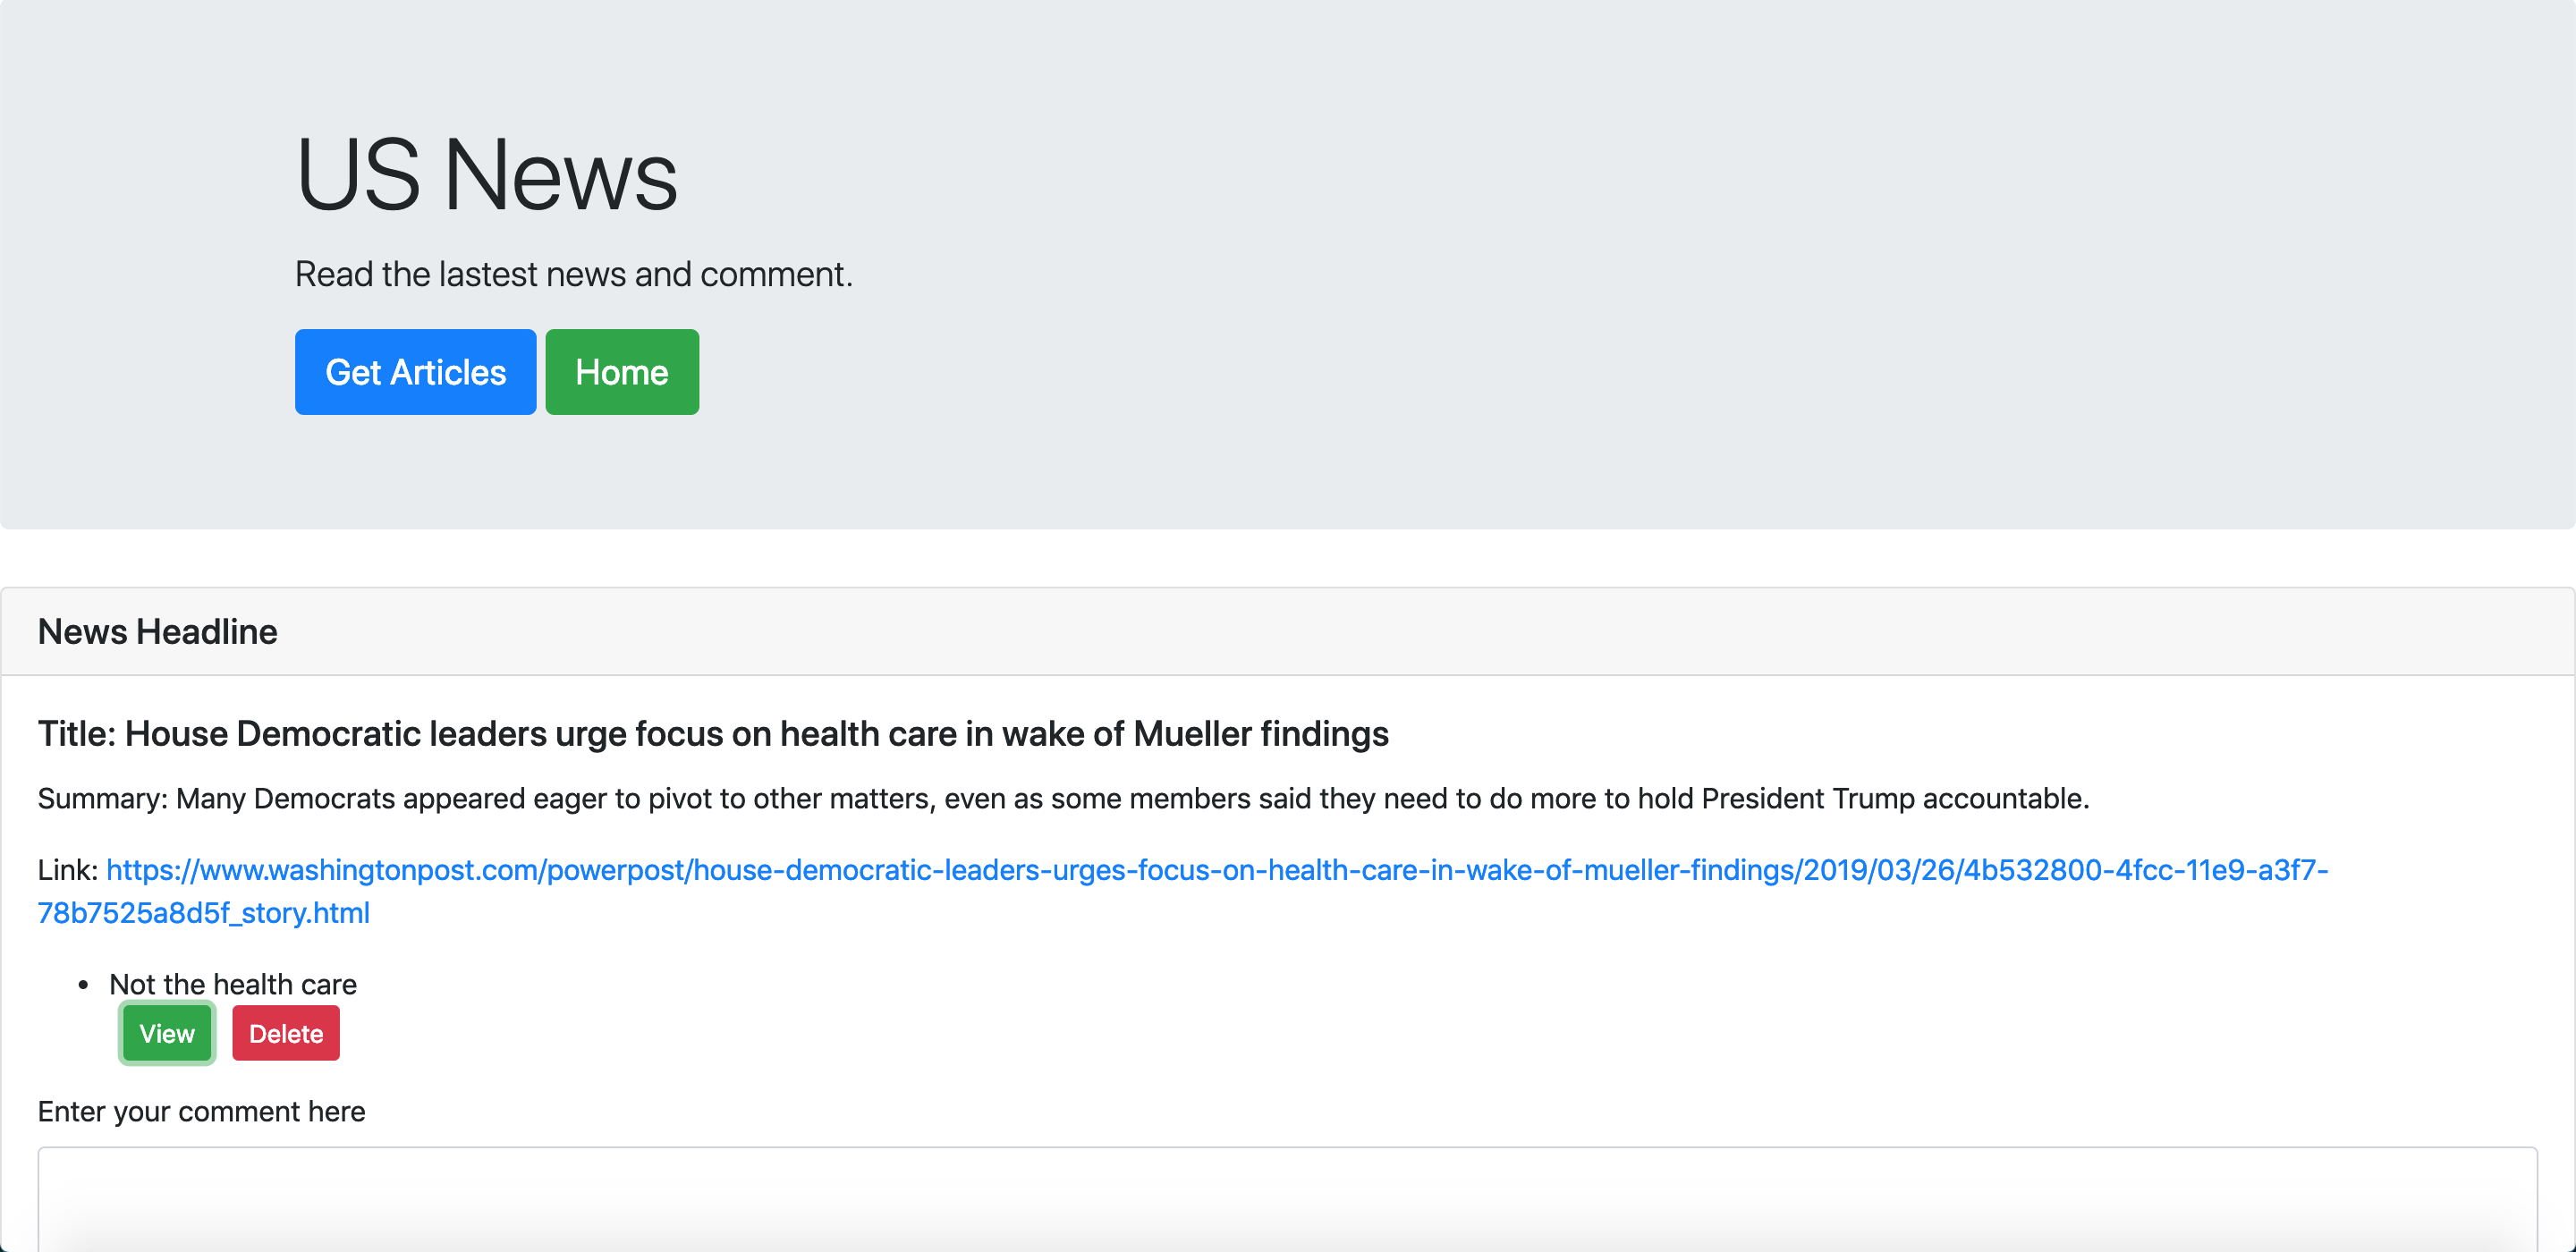 US News
Read the lastest news and comment.
Get Articles Home
News Headline
Title: House Democratic leaders urge focus on health care in wake of Mueller findings
Summary: Many Democrats appeared eager to pivot to other matters, even as some members said they need to do more to hold President Trump accountable.
Link: https://www.washingtonpost.com/powerpost/house-democratic-leaders-urges-focus-on-health-care-in-wake-of-mueller-findings/2019/03/26/4b532800-4fcc-11e9-a3f7-
78b7525a8d5f_story.html
• Not the health care
View Delete
Enter your comment here